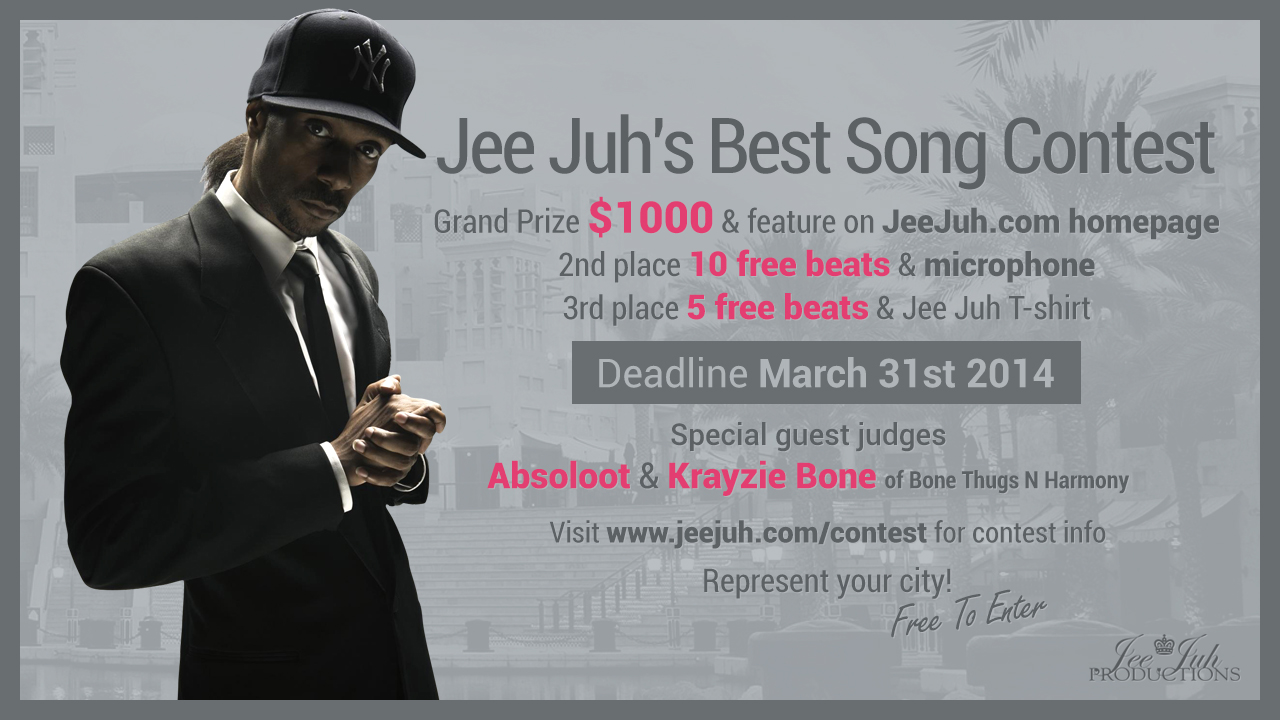 NY
Jee Juh's Best Song Contest
Grand Prize $1000 & feature on JeeJuh.com homepage
2nd place 10 free beats & microphone
3rd place 5 free beats & Jee Juh T-shirt
Deadline March 31st 2014
Special guest judges
Absoloot & Krayzie Bone of Bone Thugs N Harmony
Visit www.jeejuh.com/contest for contest info
Represent your city!
Free To Enter
Jee Juh
PRODUCTIONS